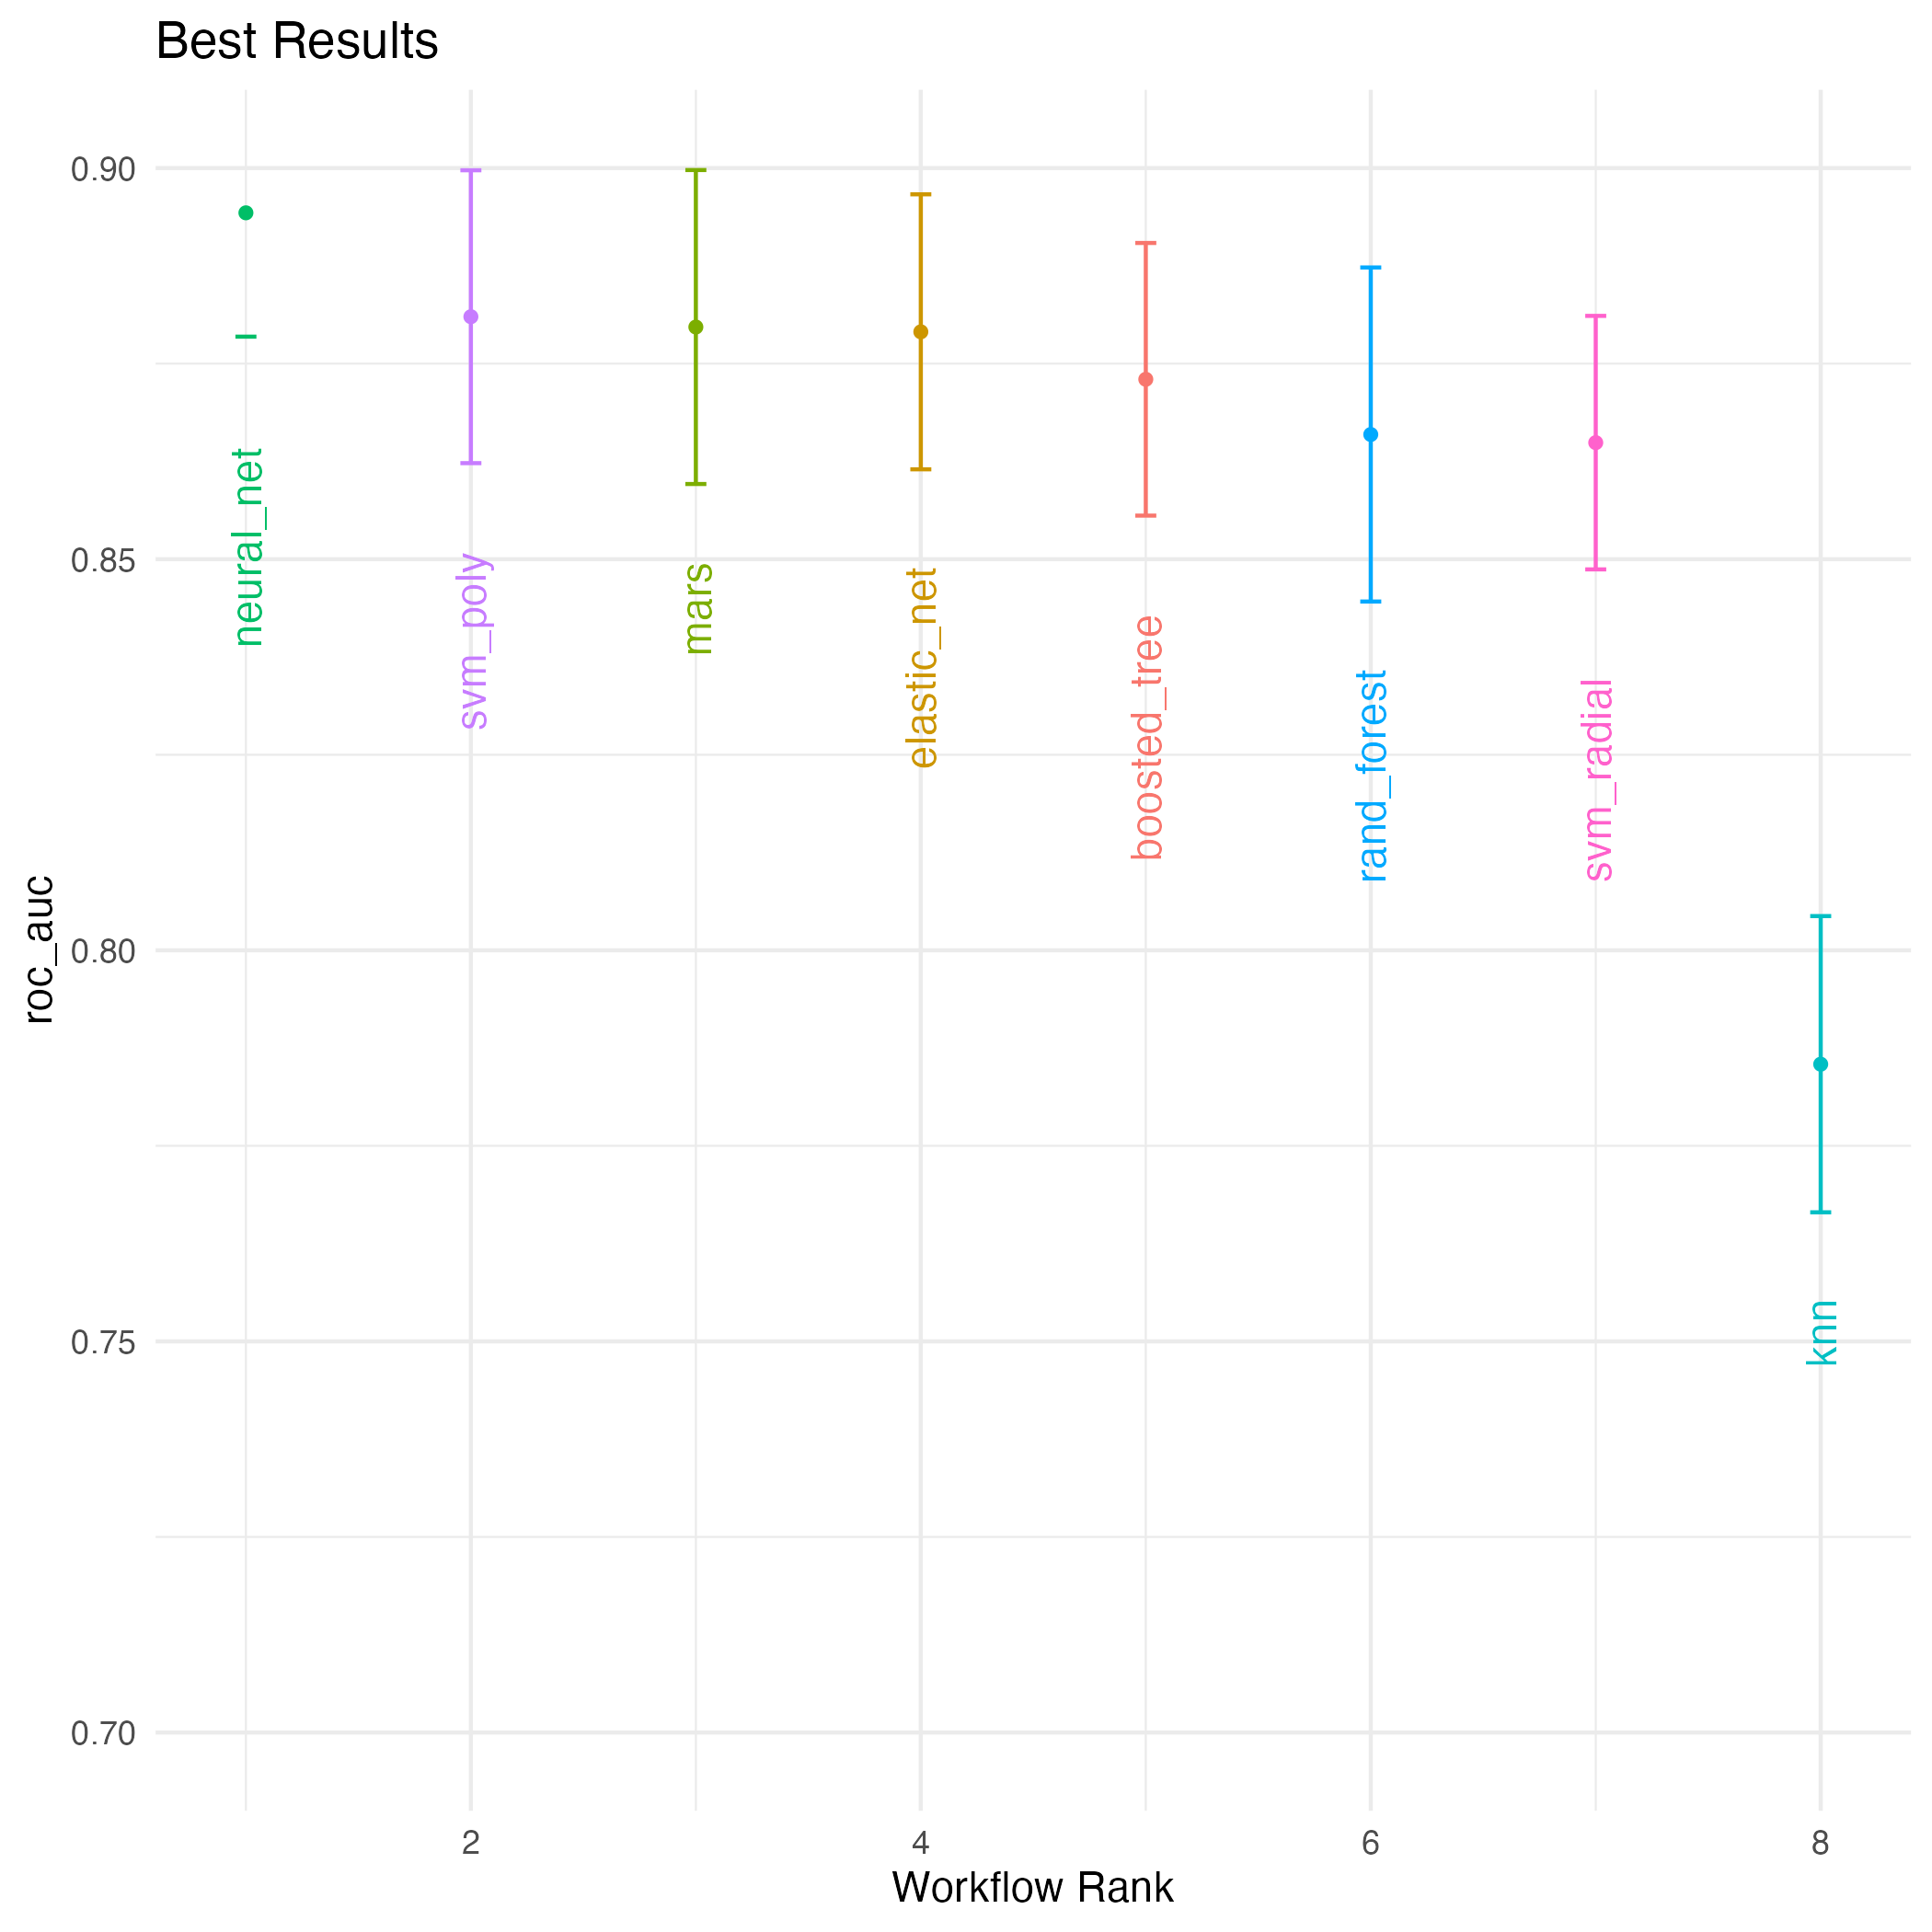 Best Results
0.90
0.85
0.80
0.75
0.70
roc_auc
neural_net
svm_poly
mars
elastic_net
boosted_tree
rand_forest
svm_radial
knn
2
4
6
8
Workflow Rank